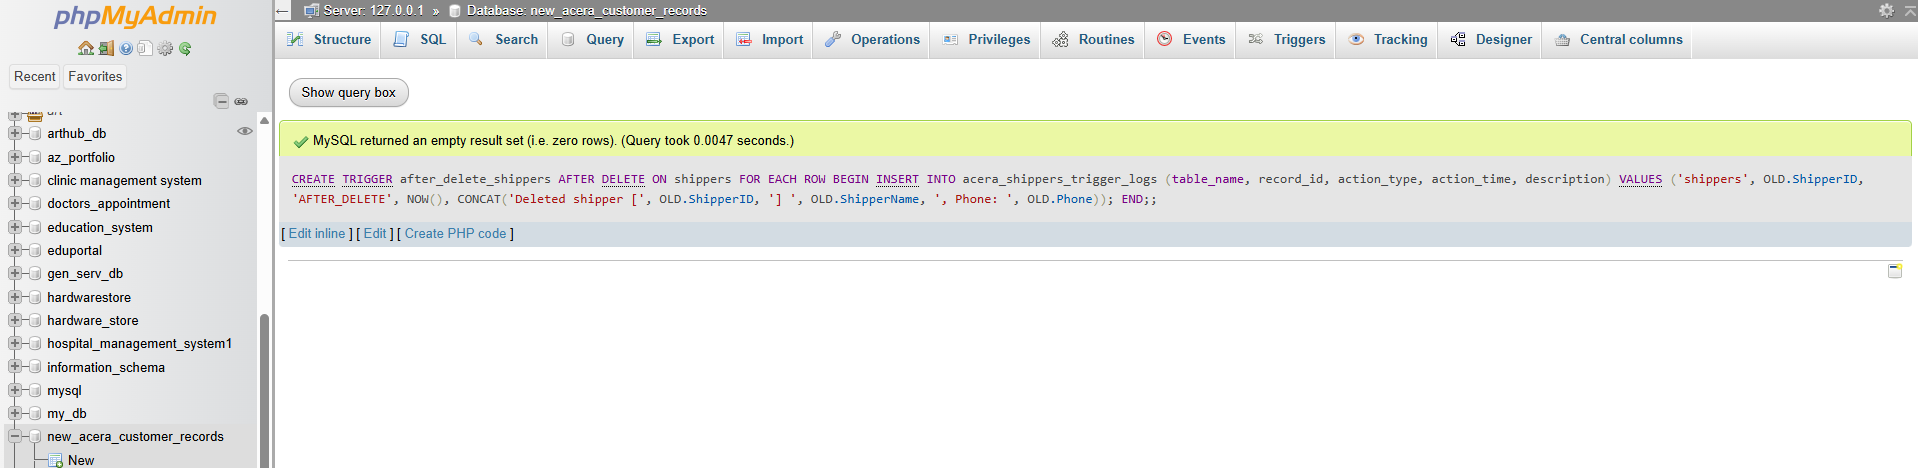 phpMyAdmin
Recent Favorites
art
arthub_db
az_portfolio
clinic management system
doctors_appointment
education_system
eduportal
gen_serv_db
hardwarestore
hardware_store
hospital_management_system1
information_schema
mysql
my_db
new_acera_customer_records
New
Server: 127.0.0.1 » Database: new_acera_customer_records
Structure SQL Search Query Export Import Operations Privileges Routines Events Triggers Tracking Designer Central columns
Show query box
MySQL returned an empty result set (i.e. zero rows). (Query took 0.0047 seconds.)
CREATE TRIGGER after_delete_shippers AFTER DELETE ON shippers FOR EACH ROW BEGIN INSERT INTO acera_shippers_trigger_logs (table_name, record_id, action_type, action_time, description) VALUES ('shippers', OLD.ShipperID,
'AFTER_DELETE', NOW(), CONCAT('Deleted shipper [', OLD.ShipperID, '] ', OLD.ShipperName, ', Phone: ', OLD.Phone)); END;;
[ Edit inline ] [ Edit ] [ Create PHP code ]